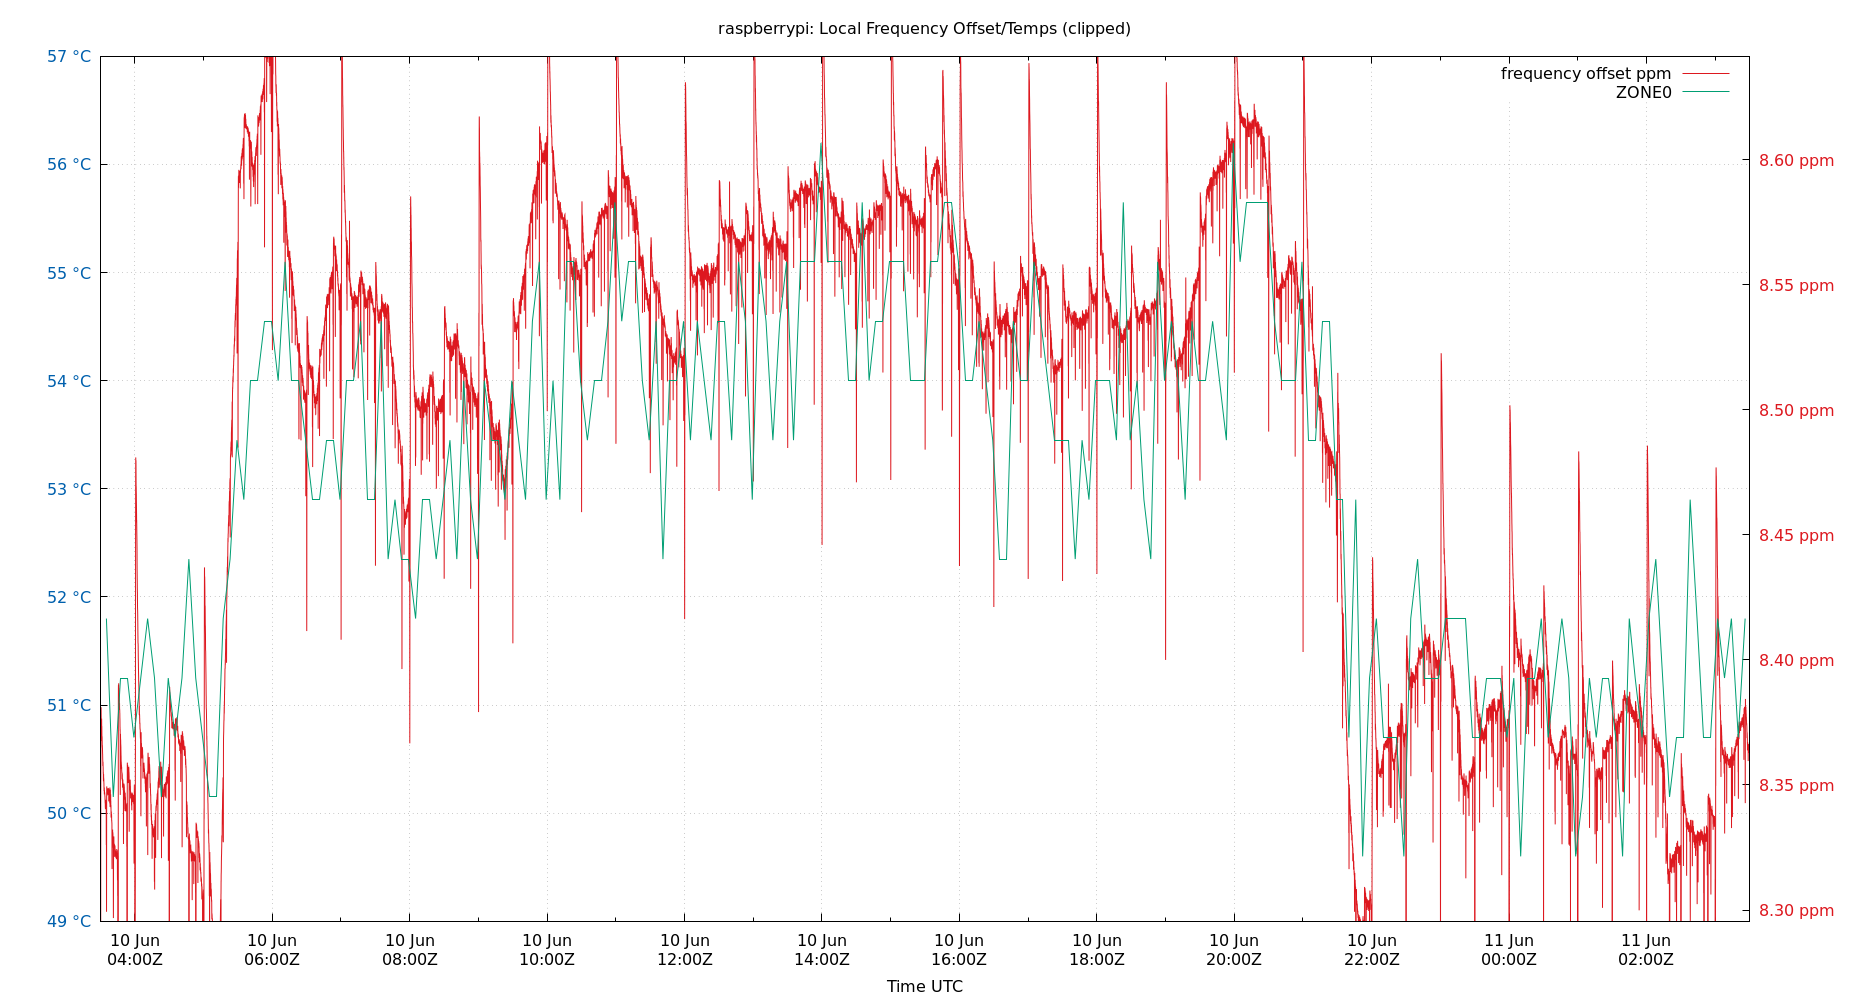 raspberrypi: Local Frequency Offset/Temps (clipped)
frequency offset ppm
ZONE0
57 °C
56 °C
55 °C
54 °C
53 °C
52 °C
51 °C
50 °C
49 °C
8.60 ppm
8.55 ppm
8.50 ppm
8.45 ppm
8.40 ppm
8.35 ppm
8.30 ppm
10 Jun
04:00Z
10 Jun
06:00Z
10 Jun
08:00Z
10 Jun
10:00Z
10 Jun
12:00Z
10 Jun
14:00Z
10 Jun
16:00Z
10 Jun
18:00Z
10 Jun
20:00Z
10 Jun
22:00Z
11 Jun
00:00Z
11 Jun
02:00Z
Time UTC